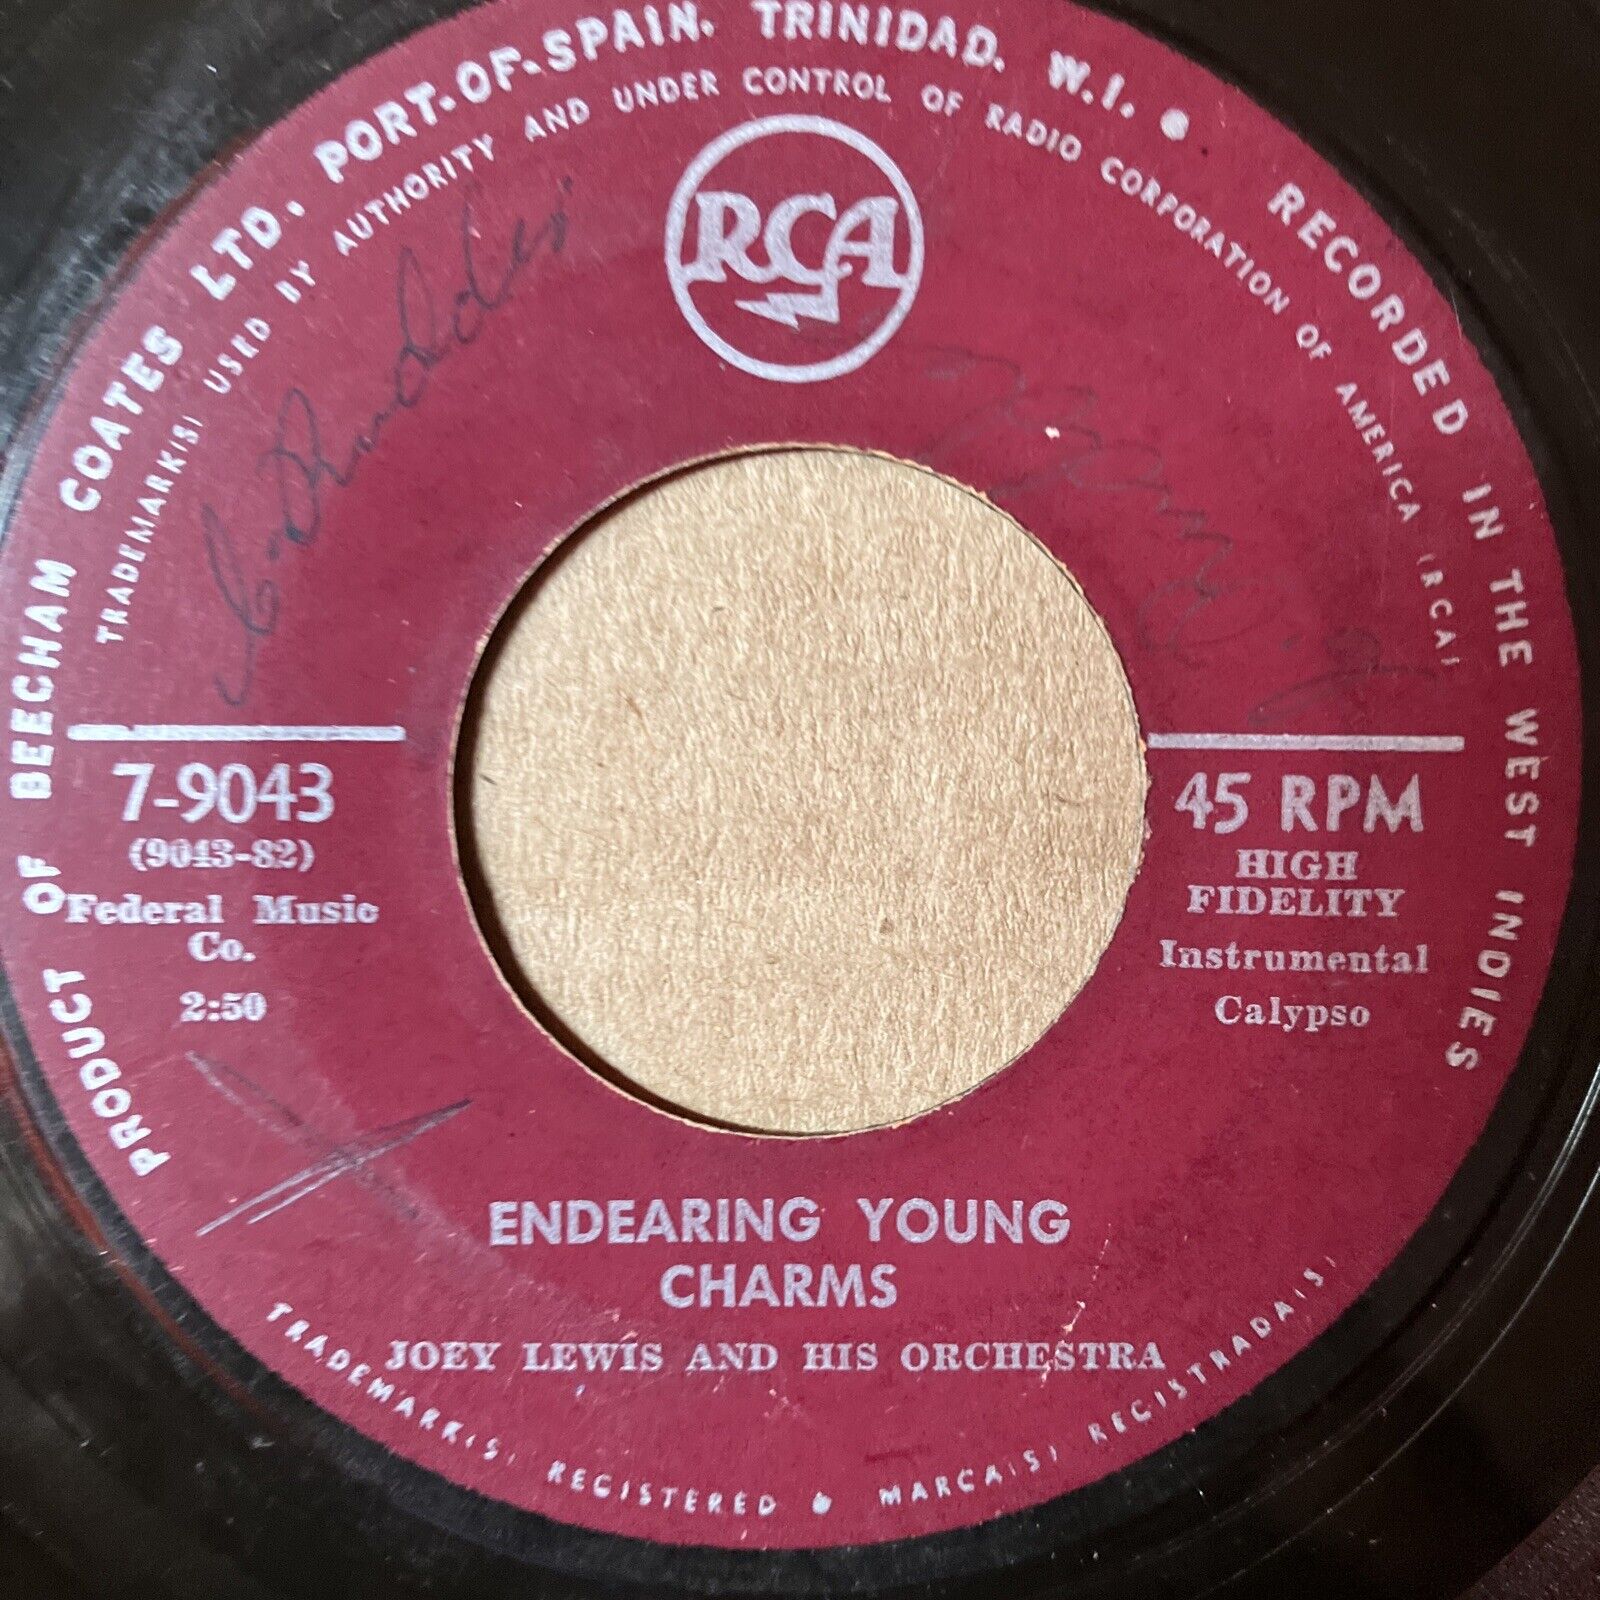 PRODUCT OF BEECHAM COATES LTD. PORT-OF-SPAIN. TRINIDAD. W.I. ● RECORDED IN THE WEST INDIES
TRADEMARK(S) USED BY AUTHORITY AND UNDER CONTROL OF RADIO CORPORATION OF AMERICA (RCA)
RCA
7-9043
(9043-82)
Federal Music
Co.
2:50
45 RPM
HIGH
FIDELITY
Instrumental
Calypso
ENDEARING YOUNG
CHARMS
JOEY LEWIS AND HIS ORCHESTRA
TRADEMARK(S) REGISTERED ● MARCA(S) REGISTRADA(S)